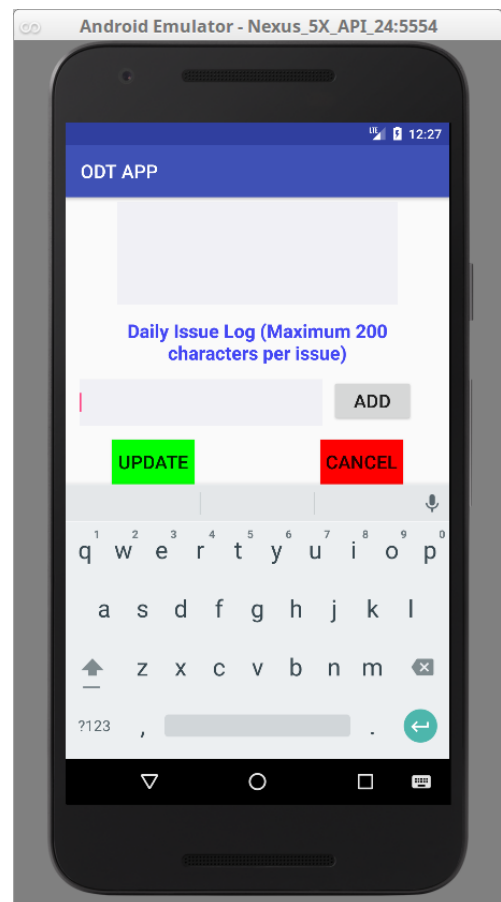 Android Emulator - Nexus_5X_API_24:5554
LTE 12:27
ODT APP
Daily Issue Log (Maximum 200
characters per issue)
ADD
UPDATE CANCEL
1 2 3 4 5 6 7 8 9 0
q w e r t y u i o p
a s d f g h j k l
z x c v b n m
?123 , .